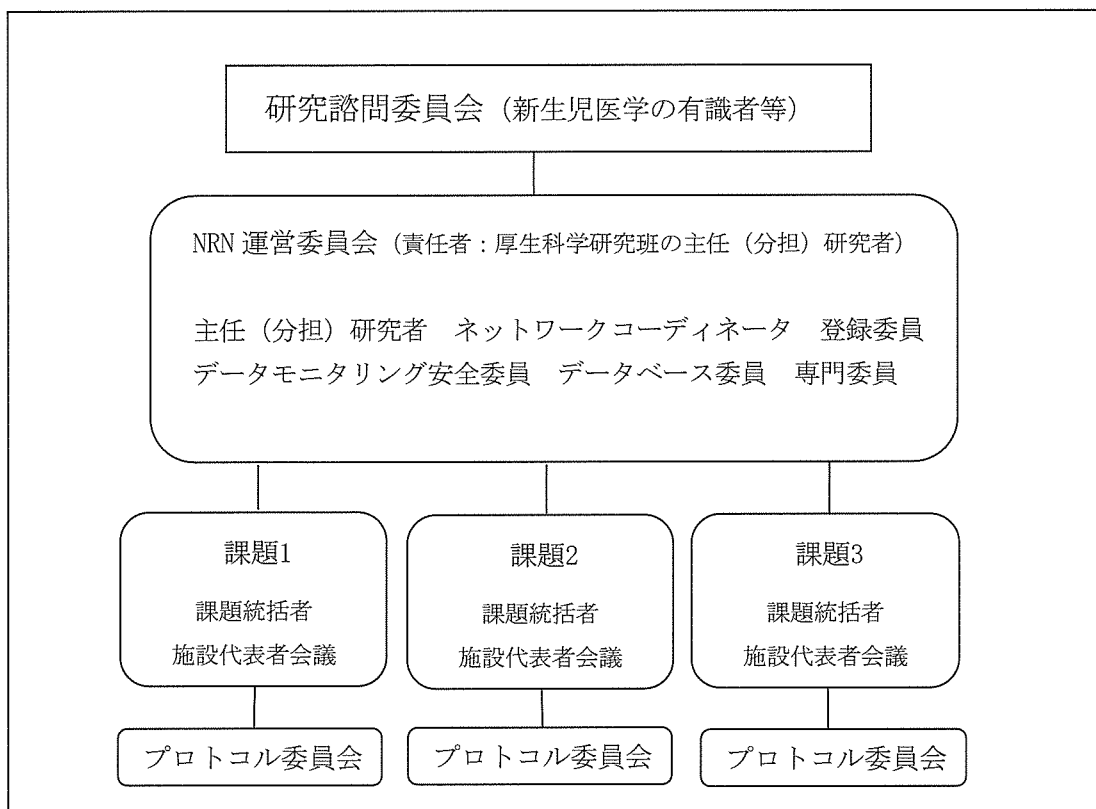 研究諮問委員会（新生児医学の有識者等）
NRN 運営委員会（責任者：厚生科学研究班の主任（分担）研究者）
主任（分担）研究者　ネットワークコーディネータ　登録委員
データモニタリング安全委員　データベース委員　専門委員
課題1
課題統括者
施設代表者会議
課題2
課題統括者
施設代表者会議
課題3
課題統括者
施設代表者会議
プロトコル委員会
プロトコル委員会
プロトコル委員会